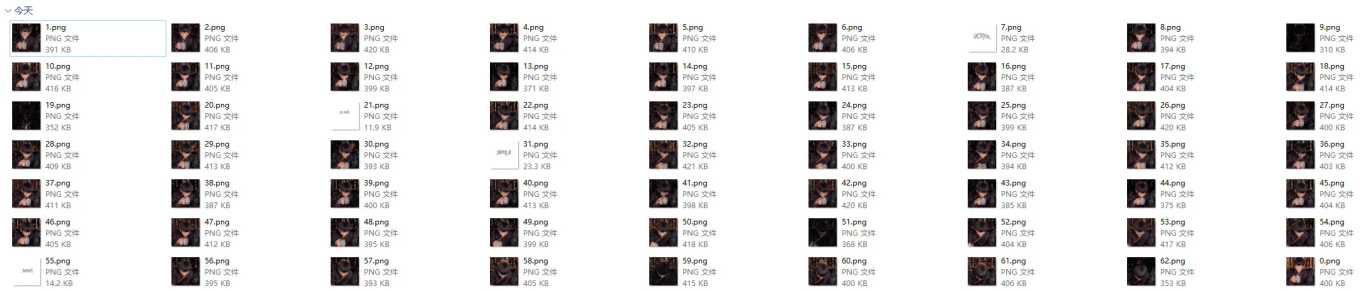 今天
1.png 2.png 3.png 4.png 5.png 6.png 7.png 8.png 9.png
PNG 文件 PNG 文件 PNG 文件 PNG 文件 PNG 文件 PNG 文件 PNG 文件 PNG 文件 PNG 文件
391 KB 406 KB 420 KB 414 KB 410 KB 406 KB 28.2 KB 394 KB 310 KB
10.png 11.png 12.png 13.png 14.png 15.png 16.png 17.png 18.png
PNG 文件 PNG 文件 PNG 文件 PNG 文件 PNG 文件 PNG 文件 PNG 文件 PNG 文件 PNG 文件
416 KB 405 KB 399 KB 371 KB 397 KB 413 KB 387 KB 404 KB 414 KB
19.png 20.png 21.png 22.png 23.png 24.png 25.png 26.png 27.png
PNG 文件 PNG 文件 PNG 文件 PNG 文件 PNG 文件 PNG 文件 PNG 文件 PNG 文件 PNG 文件
352 KB 417 KB 11.9 KB 414 KB 405 KB 387 KB 399 KB 420 KB 400 KB
28.png 29.png 30.png 31.png 32.png 33.png 34.png 35.png 36.png
PNG 文件 PNG 文件 PNG 文件 PNG 文件 PNG 文件 PNG 文件 PNG 文件 PNG 文件 PNG 文件
409 KB 413 KB 393 KB 23.3 KB 421 KB 400 KB 394 KB 412 KB 403 KB
37.png 38.png 39.png 40.png 41.png 42.png 43.png 44.png 45.png
PNG 文件 PNG 文件 PNG 文件 PNG 文件 PNG 文件 PNG 文件 PNG 文件 PNG 文件 PNG 文件
411 KB 387 KB 400 KB 413 KB 398 KB 420 KB 385 KB 375 KB 404 KB
46.png 47.png 48.png 49.png 50.png 51.png 52.png 53.png 54.png
PNG 文件 PNG 文件 PNG 文件 PNG 文件 PNG 文件 PNG 文件 PNG 文件 PNG 文件 PNG 文件
405 KB 412 KB 395 KB 399 KB 418 KB 368 KB 404 KB 417 KB 406 KB
55.png 56.png 57.png 58.png 59.png 60.png 61.png 62.png 0.png
PNG 文件 PNG 文件 PNG 文件 PNG 文件 PNG 文件 PNG 文件 PNG 文件 PNG 文件 PNG 文件
14.2 KB 395 KB 393 KB 405 KB 415 KB 400 KB 406 KB 353 KB 400 KB